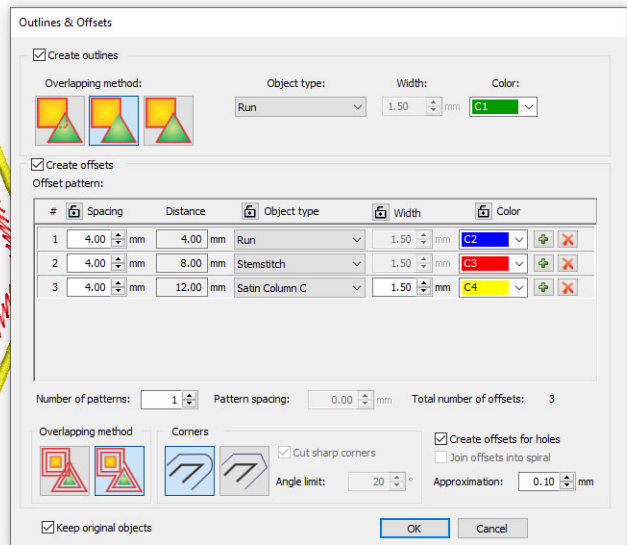 Outlines & Offsets
Create outlines
Overlapping method: Object type: Width: Color:
Run 1.50 mm C1
Create offsets
Offset pattern:
# Spacing Distance Object type Width Color
1 4.00 mm 4.00 mm Run 1.50 mm C2
2 4.00 mm 8.00 mm Stemstitch 1.50 mm C3
3 4.00 mm 12.00 mm Satin Column C 1.50 mm C4
Number of patterns: 1 Pattern spacing: 0.00 mm Total number of offsets: 3
Overlapping method Corners
Cut sharp corners
Angle limit: 20 °
Create offsets for holes
Join offsets into spiral
Approximation: 0.10 mm
Keep original objects OK Cancel